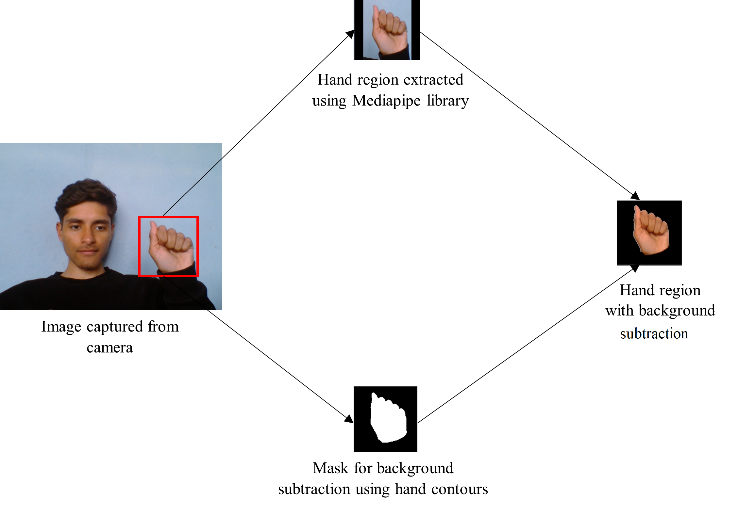 Hand region extracted
using Mediapipe library
Image captured from
camera
Hand region
with background
subtraction
Mask for background
subtraction using hand contours